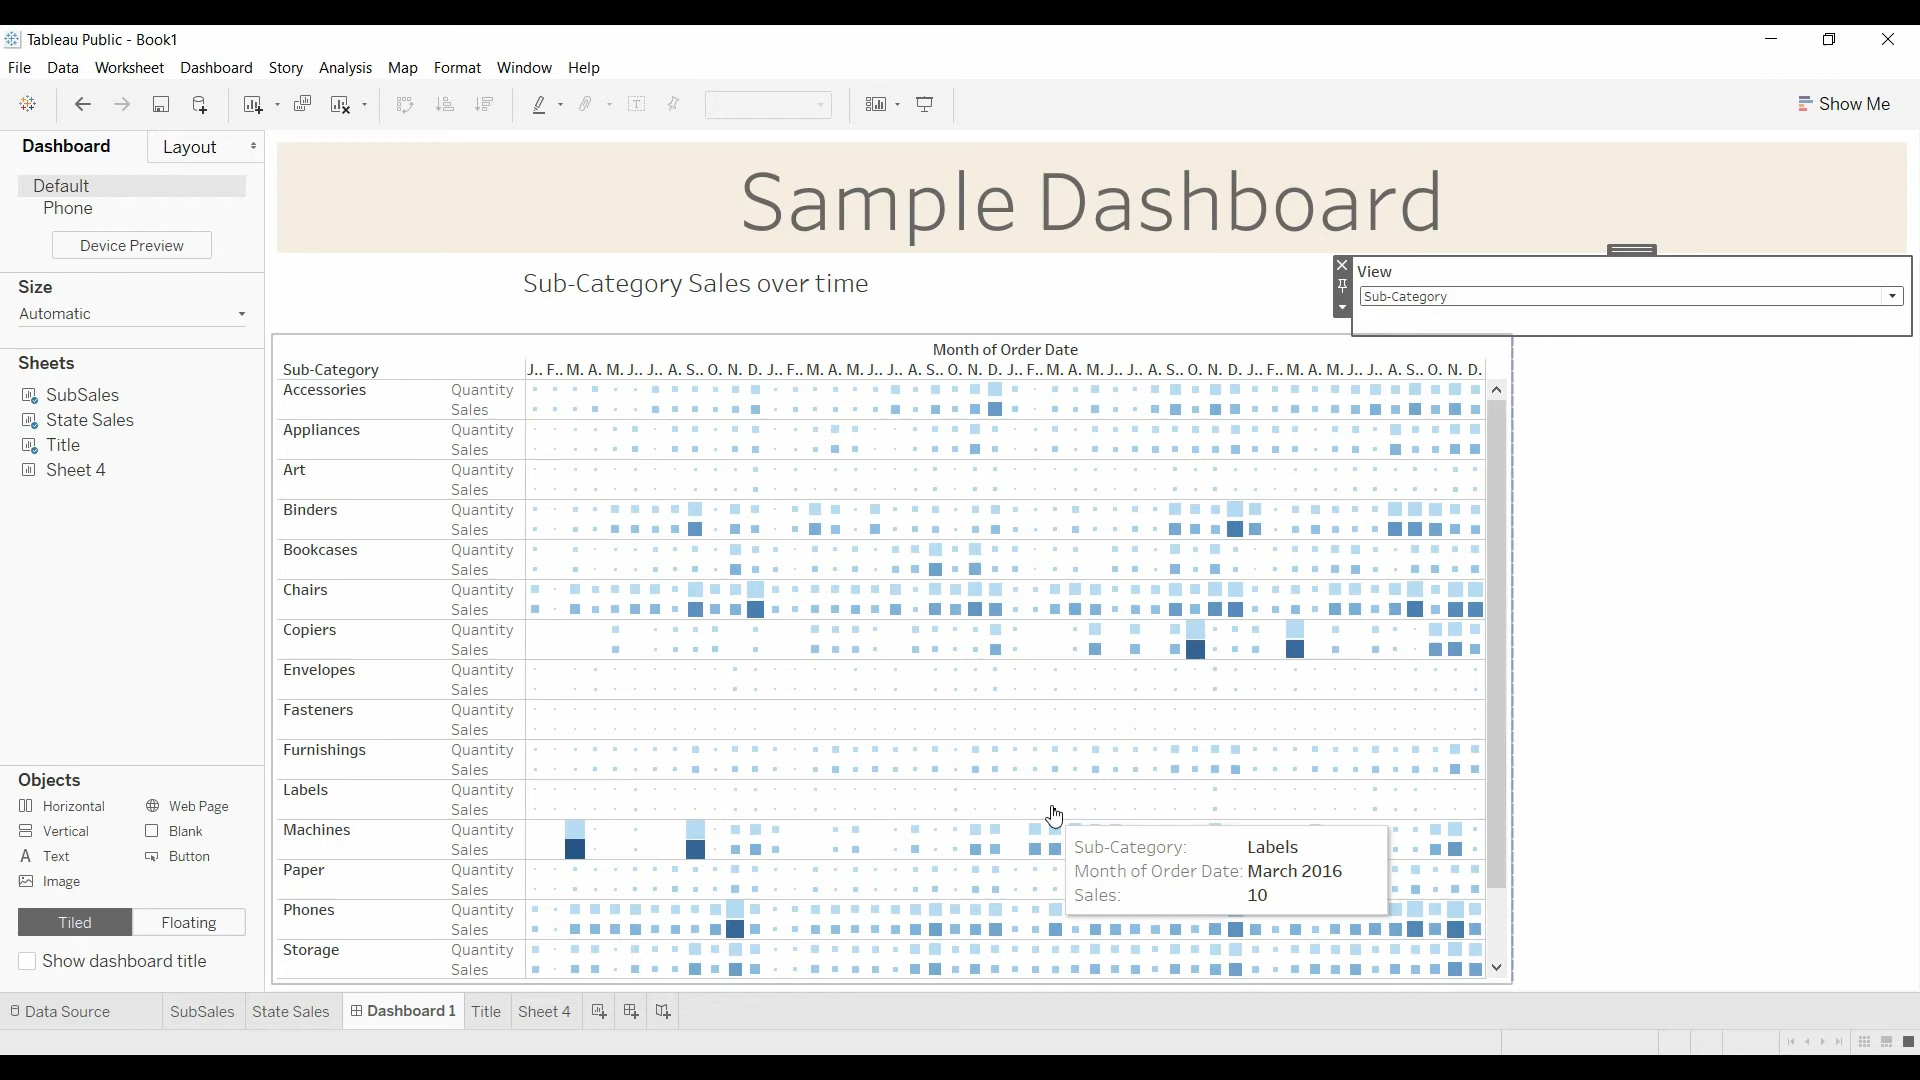 Tableau Public - Book1
File Data Worksheet Dashboard Story Analysis Map Format Window Help
Show Me
Dashboard Layout
Default
Phone
Device Preview
Size
Automatic
Sheets
SubSales
State Sales
Title
Sheet 4
Objects
Horizontal Web Page
Vertical Blank
Text Button
Image
Tiled Floating
Show dashboard title
Sample Dashboard
Sub-Category Sales over time
View
Sub-Category
Month of Order Date
Sub-Category J.. F.. M. A. M. J.. J.. A. S.. O. N. D. J.. F.. M. A. M. J.. J.. A. S.. O. N. D. J.. F.. M. A. M. J.. J.. A. S.. O. N. D. J.. F.. M. A. M. J.. J.. A. S.. O. N. D.
Accessories Quantity
Sales
Appliances Quantity
Sales
Art Quantity
Sales
Binders Quantity
Sales
Bookcases Quantity
Sales
Chairs Quantity
Sales
Copiers Quantity
Sales
Envelopes Quantity
Sales
Fasteners Quantity
Sales
Furnishings Quantity
Sales
Labels Quantity
Sales
Machines Quantity
Sales
Paper Quantity
Sales
Phones Quantity
Sales
Storage Quantity
Sales
Sub-Category: Labels
Month of Order Date: March 2016
Sales: 10
Data Source SubSales State Sales Dashboard 1 Title Sheet 4